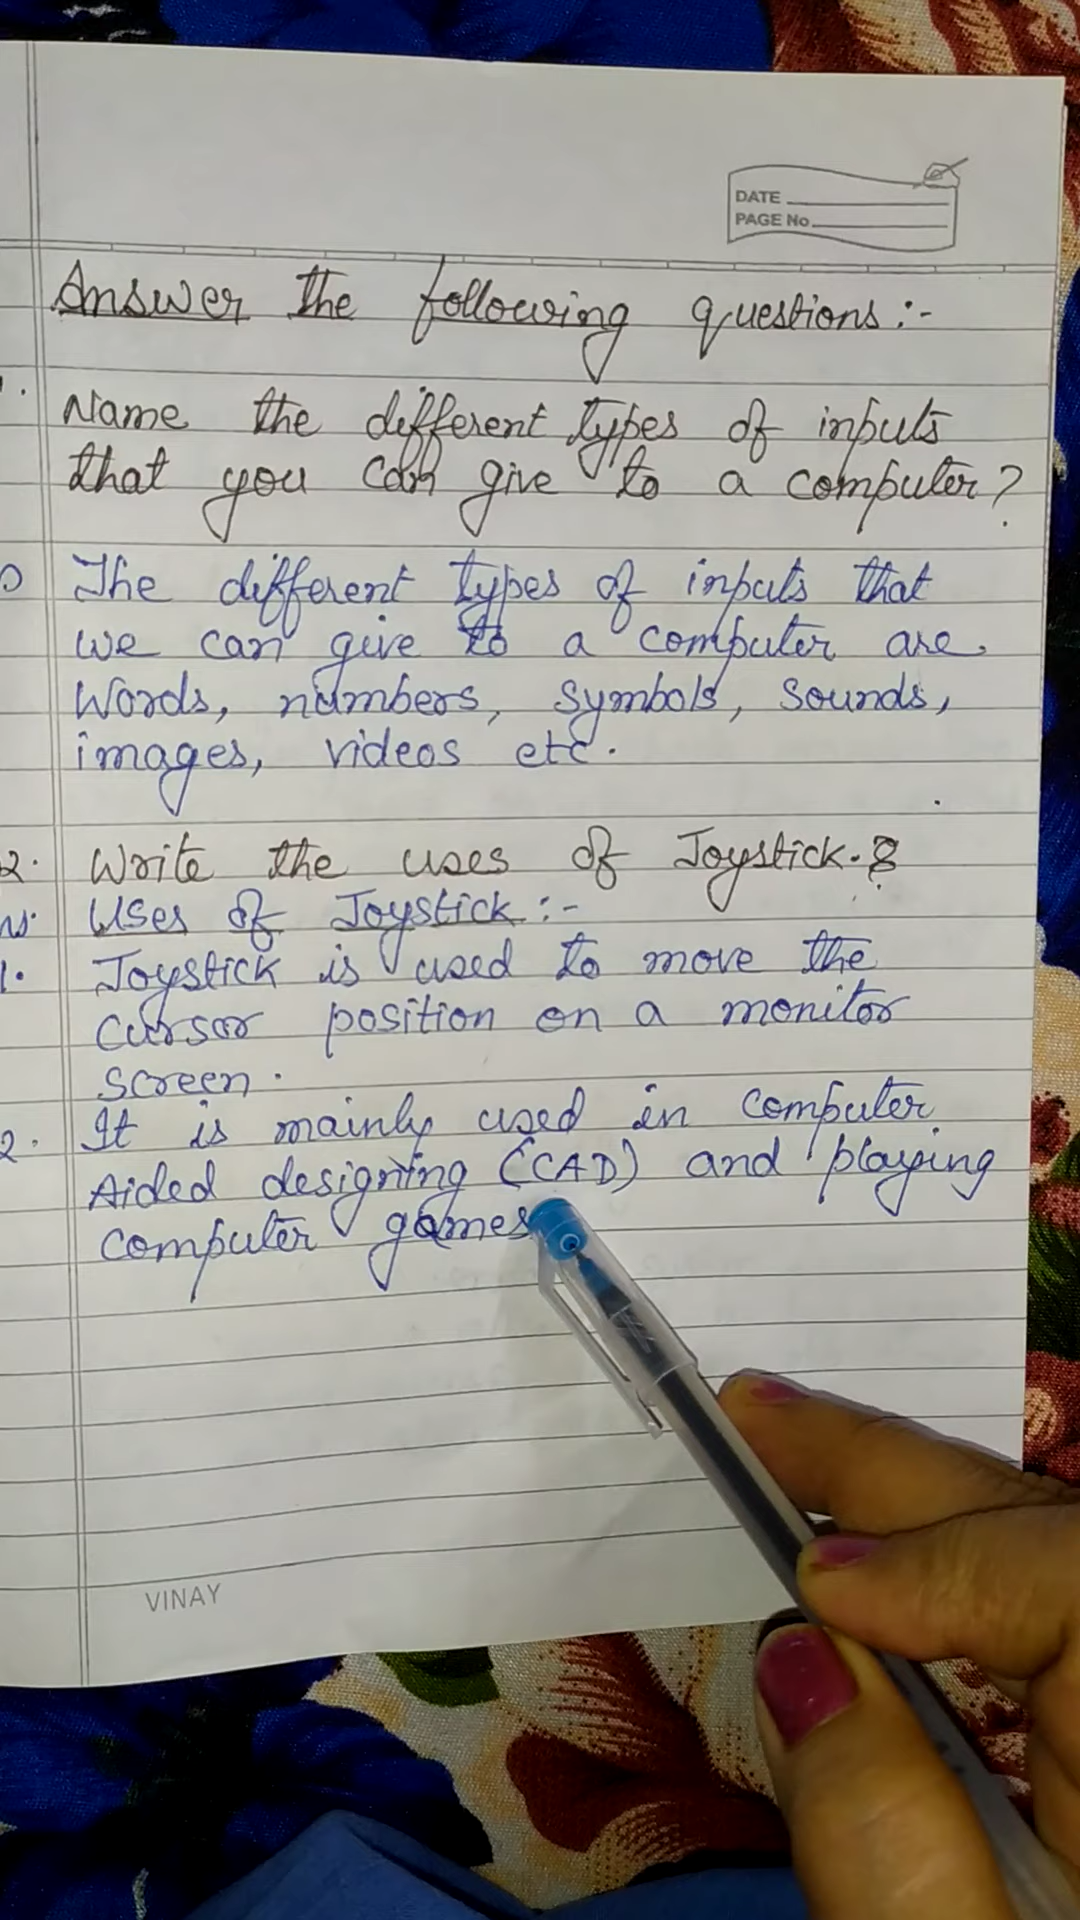 DATE
PAGE No.
Answer the following questions:-
1. Name the different types of inputs
that you can give to a computer?
The different types of inputs that
we can give to a computer are.
Words, numbers, symbols, sounds,
images, videos etc.
2. Write the uses of Joystick.?
ns. Uses of Joystick:-
1. Joystick is used to move the
cursor position on a monitor
screen.
2. It is mainly used in computer
Aided designing (CAD) and playing
computer games
VINAY